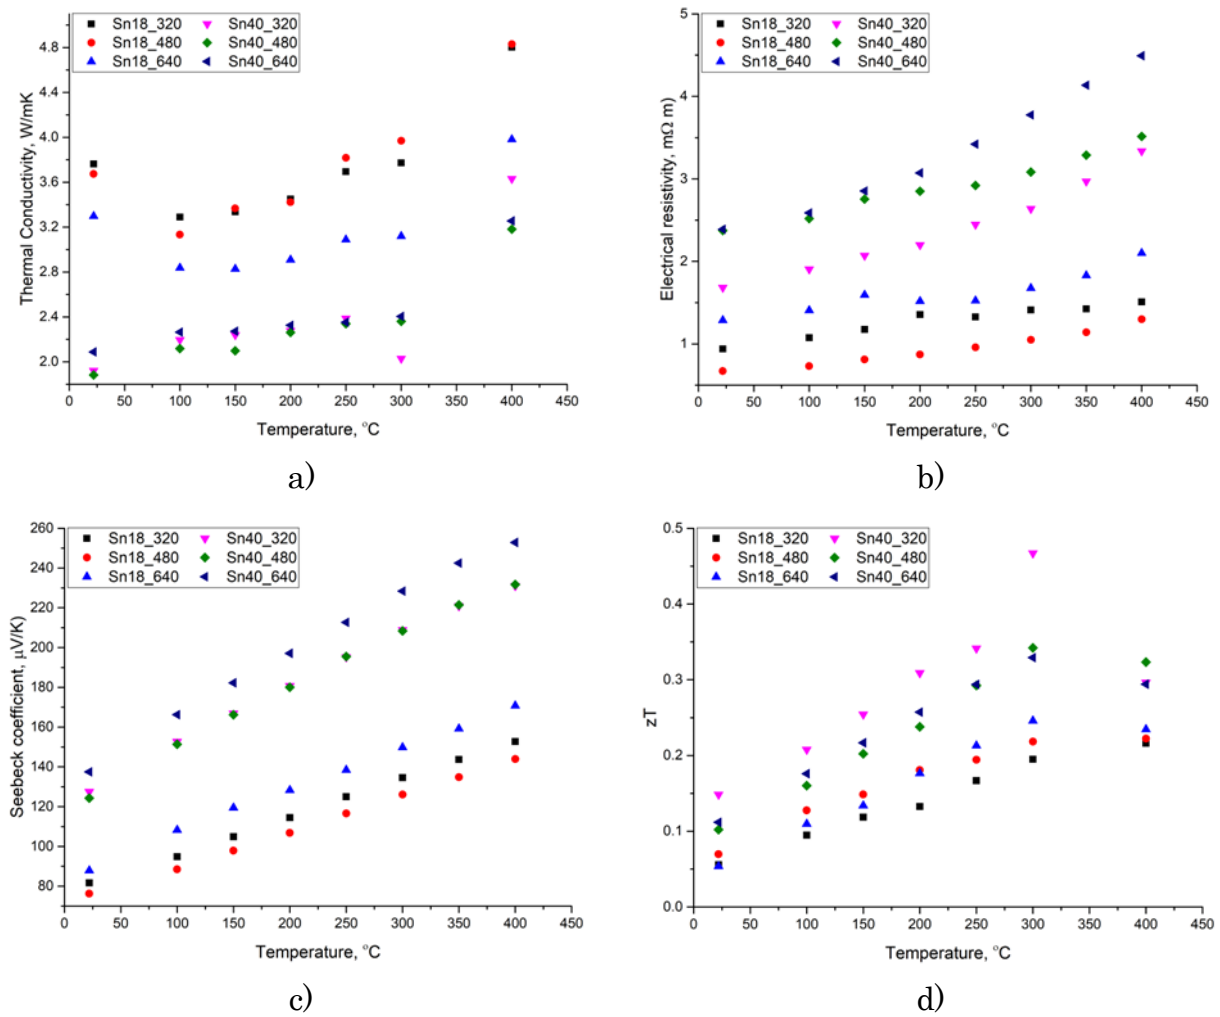 Sn18_320 Sn40_320
Sn18_480 Sn40_480
Sn18_640 Sn40_640
Thermal Conductivity, W/mK
4.8
4.4
4.0
3.6
3.2
2.8
2.4
2.0
0 50 100 150 200 250 300 350 400 450
Temperature, °C
a)
Sn18_320 Sn40_320
Sn18_480 Sn40_480
Sn18_640 Sn40_640
Electrical resistivity, mΩ m)
5
4
3
2
1
0 50 100 150 200 250 300 350 400 450
Temperature, °C
b)
Sn18_320 Sn40_320
Sn18_480 Sn40_480
Sn18_640 Sn40_640
Seebeck coefficient, μV/K)
260
240
220
200
180
160
140
120
100
80
0 50 100 150 200 250 300 350 400 450
Temperature, °C
c)
Sn18_320 Sn40_320
Sn18_480 Sn40_480
Sn18_640 Sn40_640
zT
0.5
0.4
0.3
0.2
0.1
0.0
0 50 100 150 200 250 300 350 400 450
Temperature, °C
d)